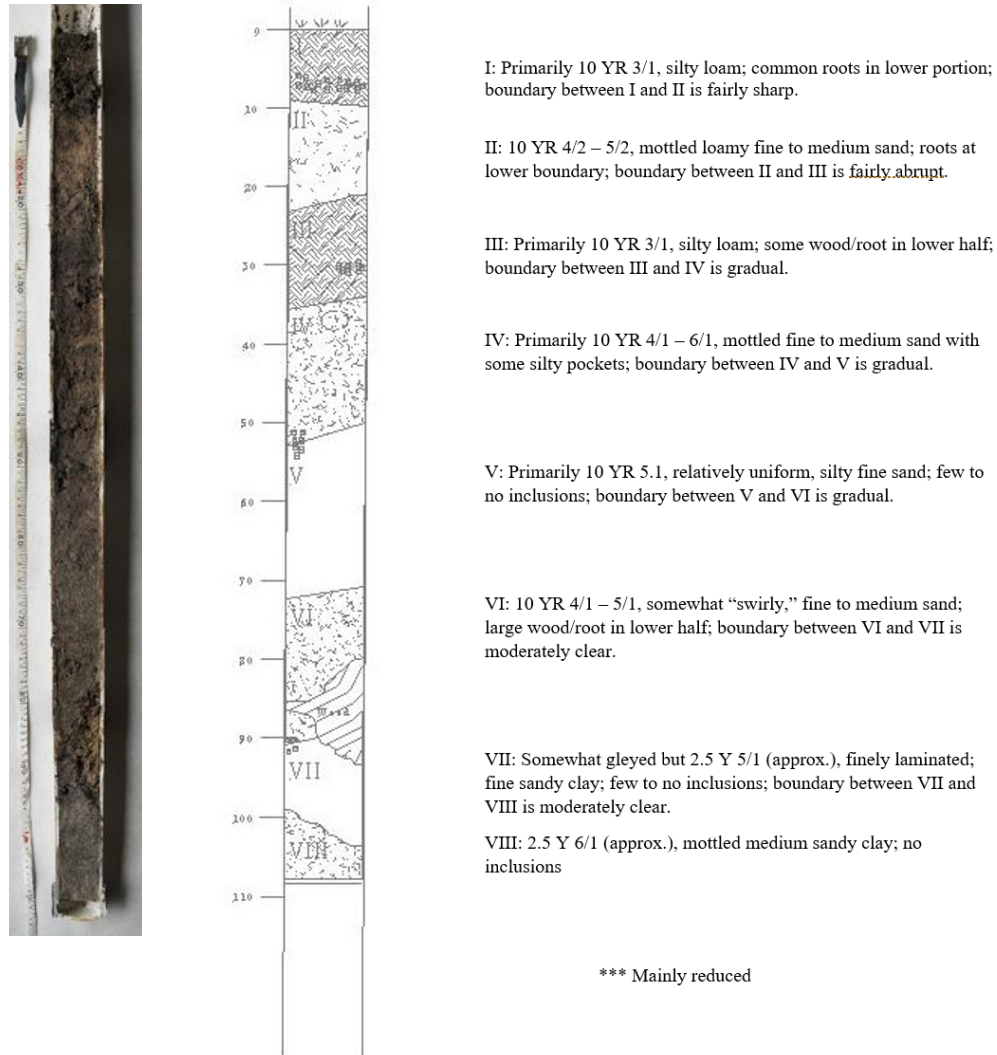 0
I
I: Primarily 10 YR 3/1, silty loam; common roots in lower portion;
boundary between I and II is fairly sharp.
10
II
II: 10 YR 4/2 – 5/2, mottled loamy fine to medium sand; roots at
lower boundary; boundary between II and III is fairly abrupt.
20
III
III: Primarily 10 YR 3/1, silty loam; some wood/root in lower half;
boundary between III and IV is gradual.
30
IV
IV: Primarily 10 YR 4/1 – 6/1, mottled fine to medium sand with
some silty pockets; boundary between IV and V is gradual.
40
50
V
V: Primarily 10 YR 5.1, relatively uniform, silty fine sand; few to
no inclusions; boundary between V and VI is gradual.
60
70
VI
VI: 10 YR 4/1 – 5/1, somewhat “swirly,” fine to medium sand;
large wood/root in lower half; boundary between VI and VII is
moderately clear.
80
Wood
90
VII
VII: Somewhat gleyed but 2.5 Y 5/1 (approx.), finely laminated;
fine sandy clay; few to no inclusions; boundary between VII and
VIII is moderately clear.
100
VIII
VIII: 2.5 Y 6/1 (approx.), mottled medium sandy clay; no
inclusions
110
*** Mainly reduced